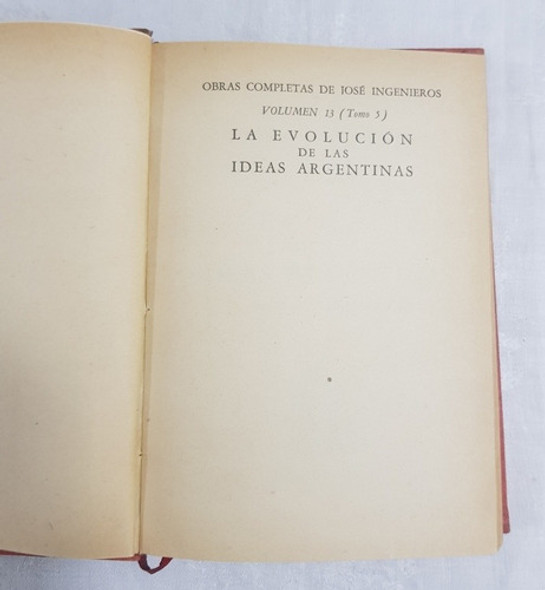 OBRAS COMPLETAS DE JOSÉ INGENIEROS
VOLUMEN 13 (Tomo 5)
LA EVOLUCIÓN
DE LAS
IDEAS ARGENTINAS